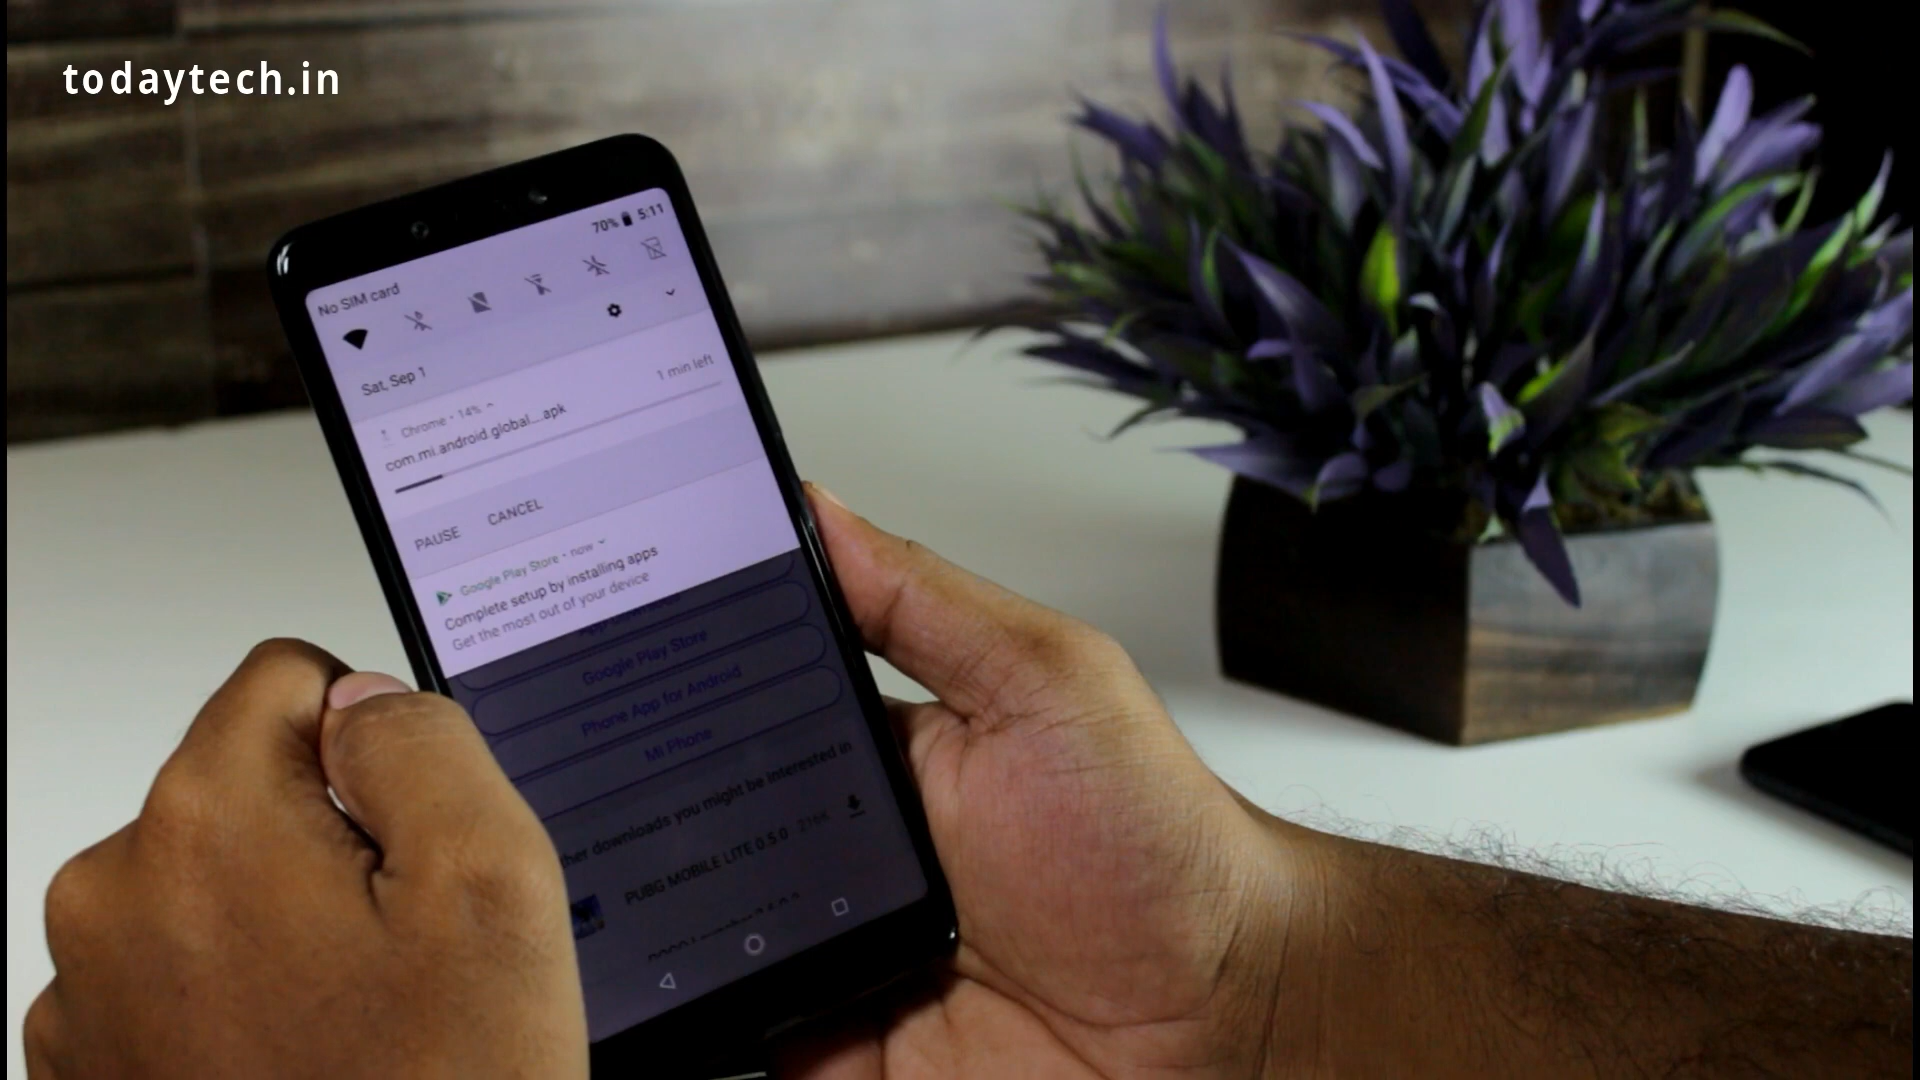 todaytech.in
70% 5:11
No SIM card
Sat, Sep 1
Chrome • 14%
1 min left
com.mi.android.global....apk
PAUSE CANCEL
Google Play Store • now
Complete setup by installing apps
Get the most out of your device
Google Play Store
Phone App for Android
Mi Phone
ther downloads you might be interested in
PUBG MOBILE LITE 0.5.0